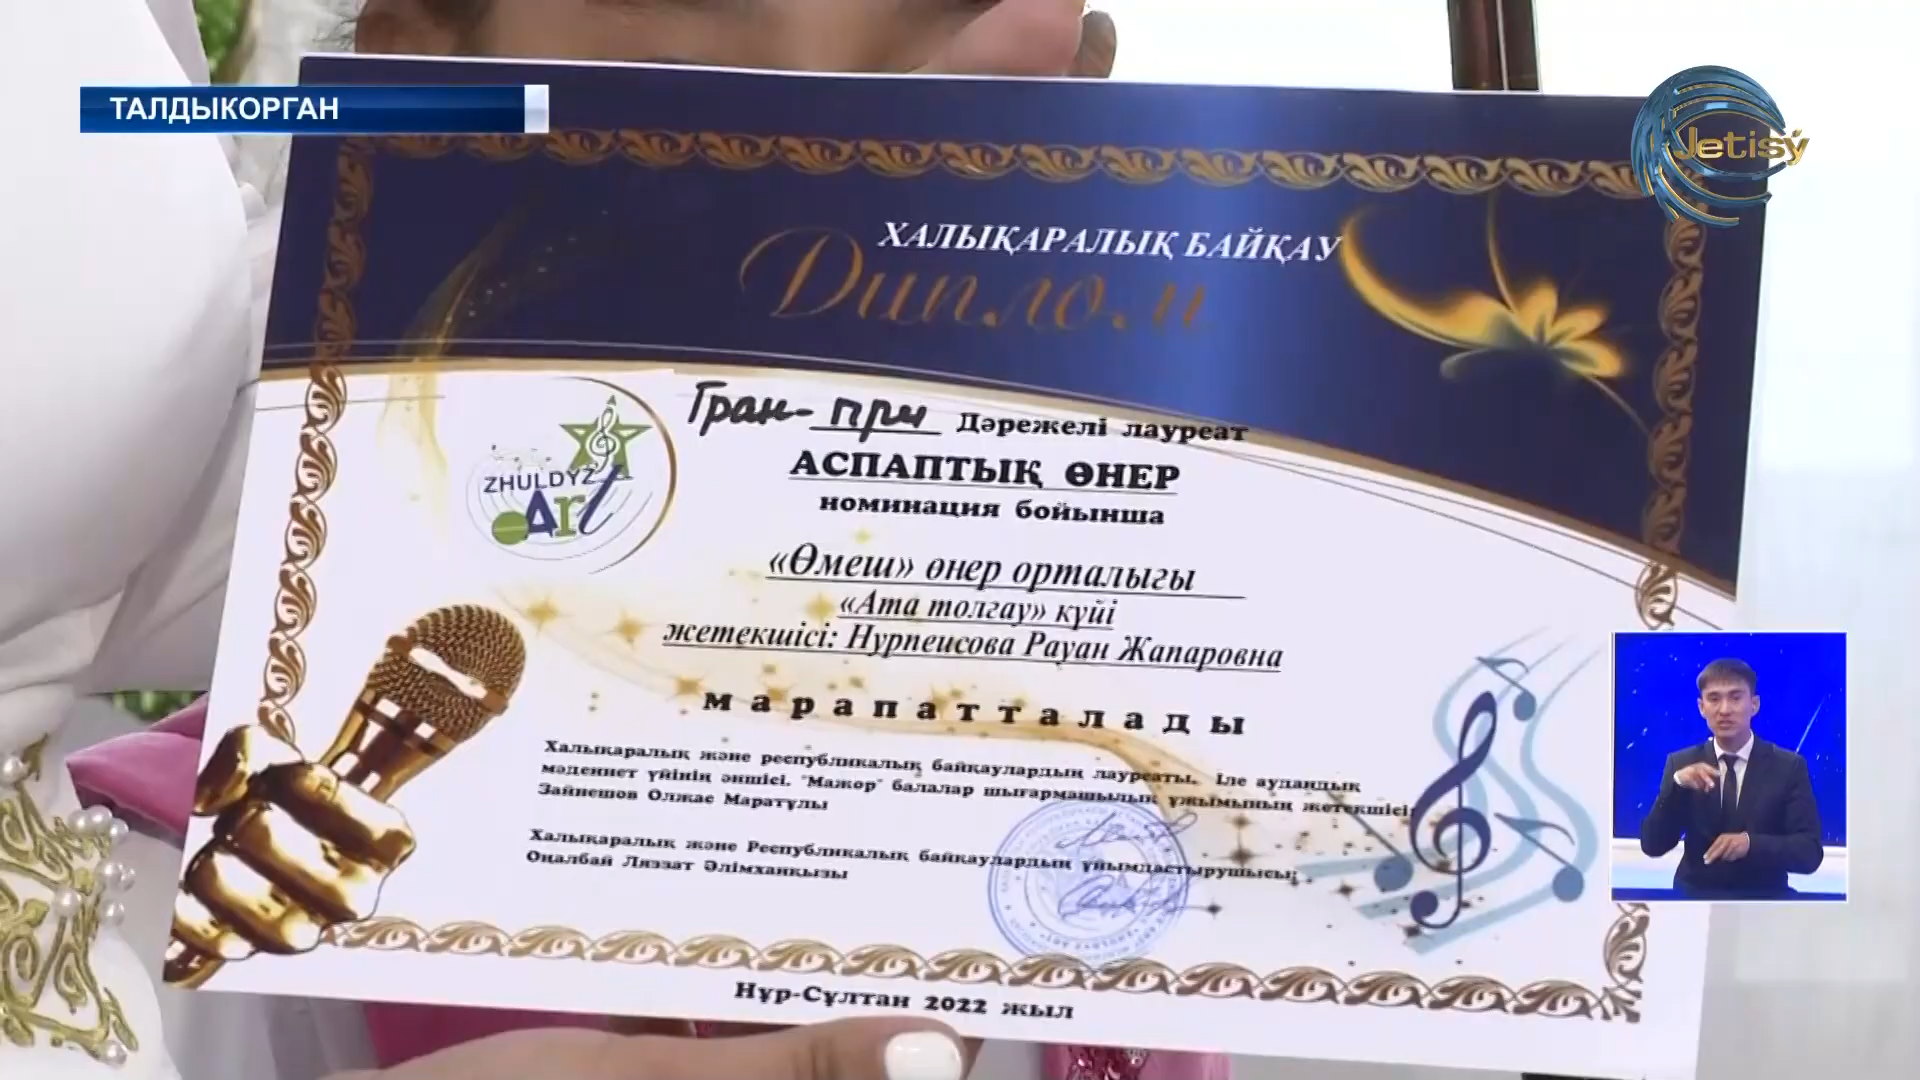 ТАЛДЫКОРГАН
Jetisý
ХАЛЫҚАРАЛЫҚ БАЙҚАУ
Диплом
ZHULDYZ
Art
Гран-при Дәрежелі лауреат
АСПАПТЫҚ ӨНЕР
номинация бойынша
«Өмеш» өнер орталығы
«Ата толғау» күйі
жетекшісі: Нурпеисова Рауан Жапаровна
марапатталады
Халықаралық және республикалық байқаулардың лауреаты. Іле аудандық
мәдениет үйінің әншісі. "Мажор" балалар шығармашылық ұжымының жетекшісі:
Зайнешов Олжас Маратұлы
Халықаралық және Республикалық байқаулардың ұйымдастырушысы:
Оңалбай Ляззат Әлімханқызы
Нұр-Сұлтан 2022 жыл